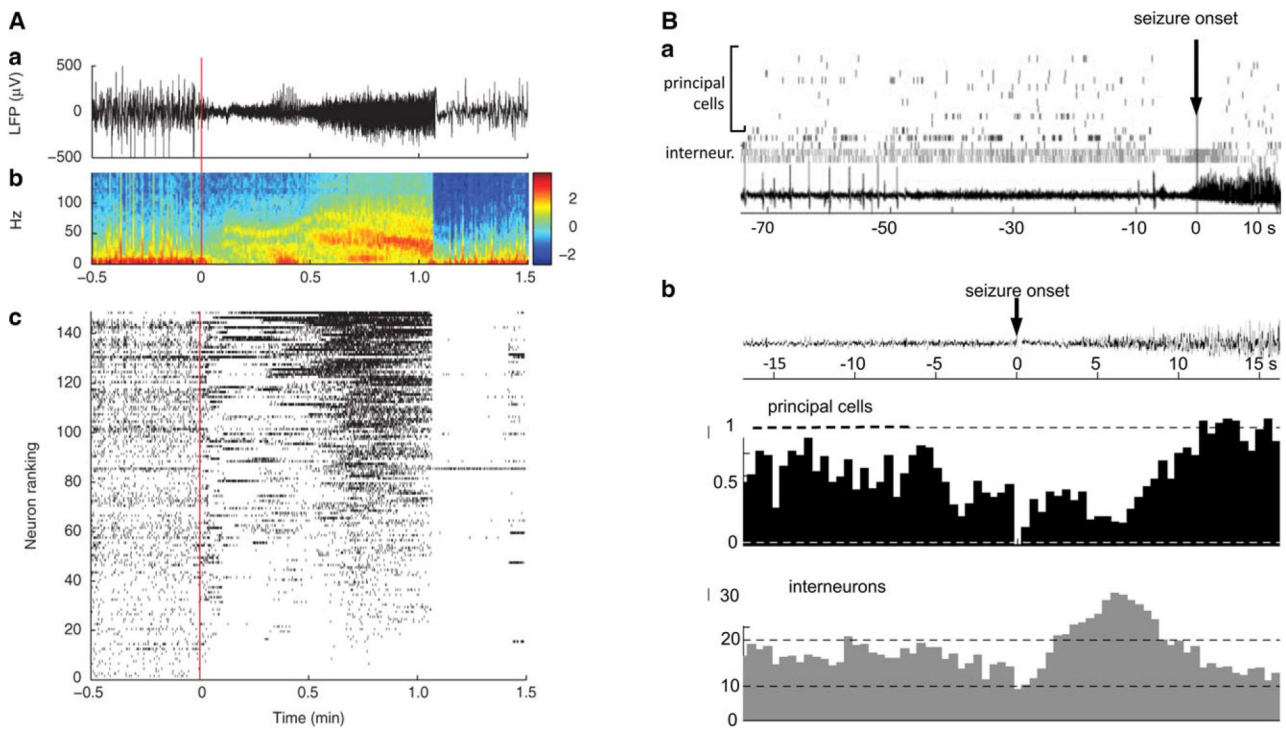 A
a
500
0
−500
LFP (μV)
b
100
50
0
Hz
2
0
−2
−0.5 0 0.5 1.0 1.5
c
140
120
100
80
60
40
20
0
Neuron ranking
−0.5 0 0.5 1.0 1.5
Time (min)
B
seizure onset
a
principal
cells
interneur.
-70 -50 -30 -10 0 10 s
b
seizure onset
-15 -10 -5 0 5 10 15 s
principal cells
1
0.5
0
interneurons
30
20
10
0